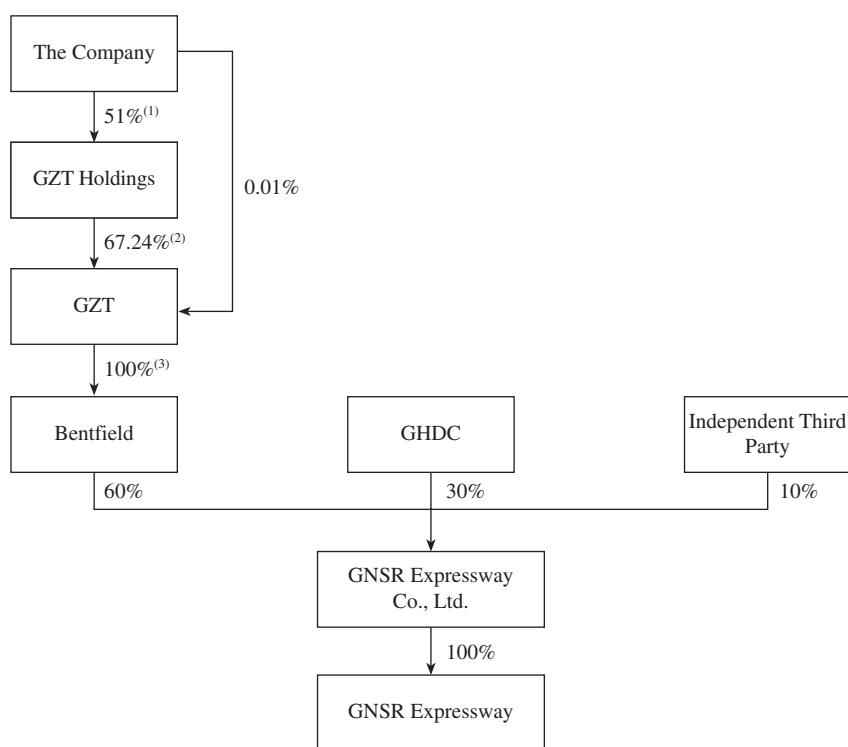 The Company
51%(1)
GZT Holdings
0.01%
67.24%(2)
GZT
100%(3)
Bentfield
GHDC
Independent Third
Party
60%
30%
10%
GNSR Expressway
Co., Ltd.
100%
GNSR Expressway